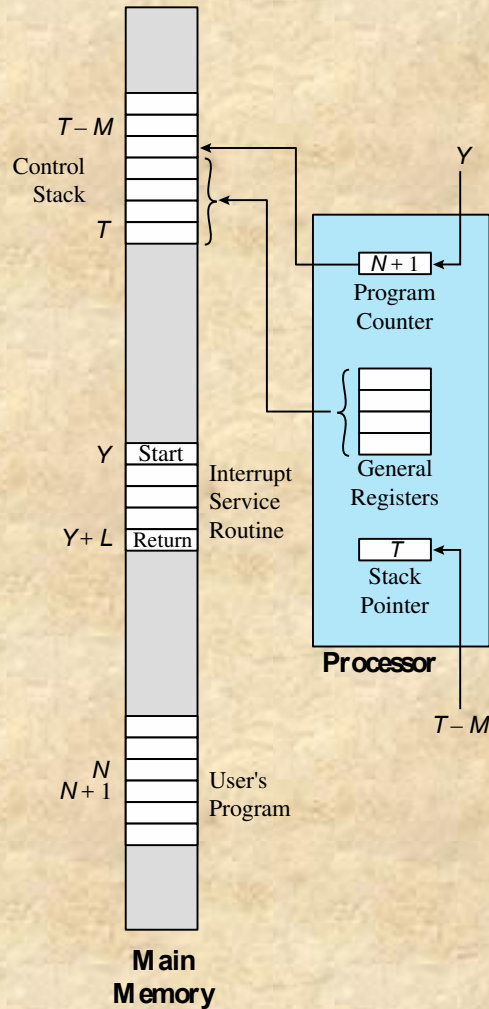 T – M
Control
Stack
T
Y
N + 1
Program
Counter
General
Registers
T
Stack
Pointer
Processor
T – M
Y
Start
Interrupt
Service
Routine
Y + L
Return
N
N + 1
User's
Program
Main
Memory